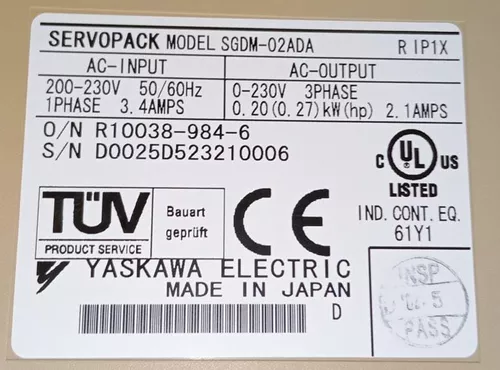 SERVOPACK MODEL SGDM-02ADA R IP1X
AC-INPUT AC-OUTPUT
200-230V 50/60Hz 0-230V 3PHASE
1PHASE 3.4AMPS 0.20(0.27)kW(hp) 2.1AMPS
O/N R10038-984-6
S/N D0025D523210006
C UL US
LISTED
TÜV
PRODUCT SERVICE
Bauart
geprüft
CE
IND. CONT. EQ.
61Y1
YASKAWA ELECTRIC
MADE IN JAPAN
D
INSP
PASS